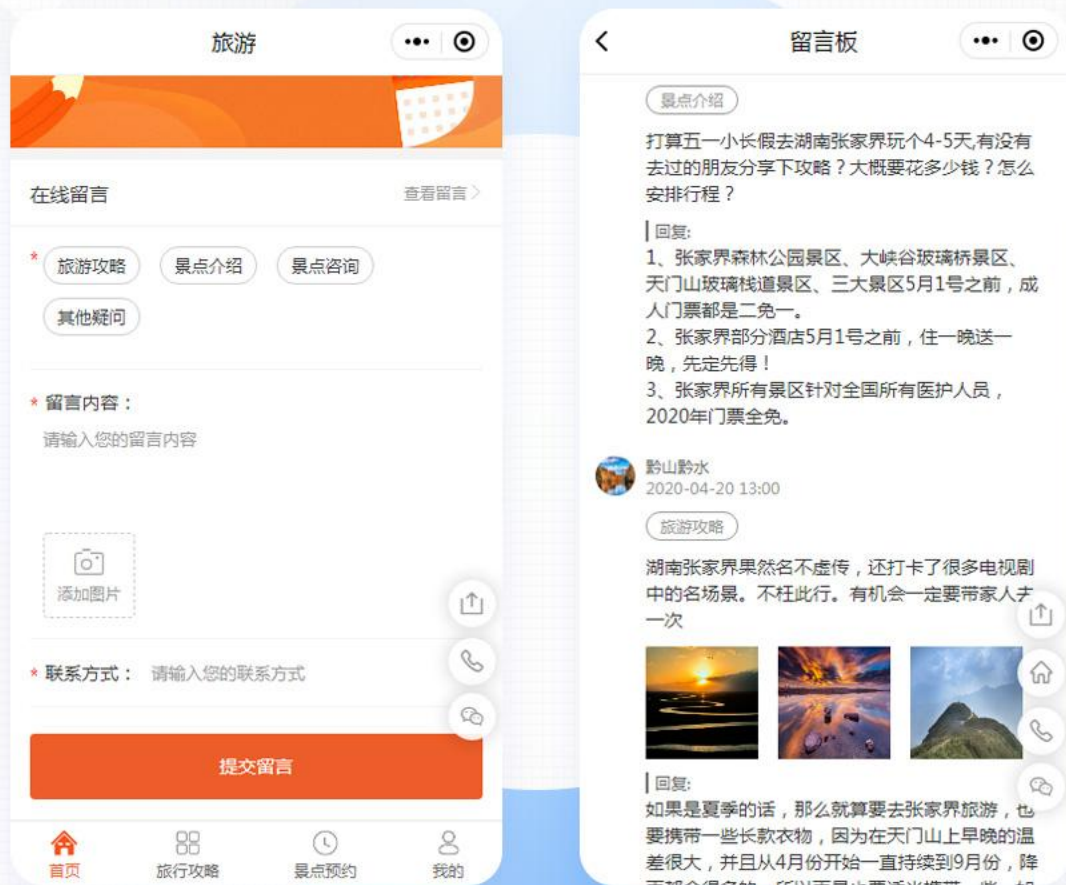 旅游
在线留言
查看留言
* 旅游攻略 景点介绍 景点咨询
其他疑问
* 留言内容：
请输入您的留言内容
添加图片
* 联系方式： 请输入您的联系方式
提交留言
首页 旅行攻略 景点预约 我的
留言板
景点介绍
打算五一小长假去湖南张家界玩个4-5天,有没有
去过的朋友分享下攻略？大概要花多少钱？怎么
安排行程？
回复:
1、张家界森林公园景区、大峡谷玻璃桥景区、
天门山玻璃栈道景区、三大景区5月1号之前，成
人门票都是二免一。
2、张家界部分酒店5月1号之前，住一晚送一
晚，先定先得！
3、张家界所有景区针对全国所有医护人员，
2020年门票全免。
黔山黔水
2020-04-20 13:00
旅游攻略
湖南张家界果然名不虚传，还打卡了很多电视剧
中的名场景。不枉此行。有机会一定要带家人去
一次
回复:
如果是夏季的话，那么就算要去张家界旅游，也
要携带一些长款衣物，因为在天门山上早晚的温
差很大，并且从4月份开始一直持续到9月份，降